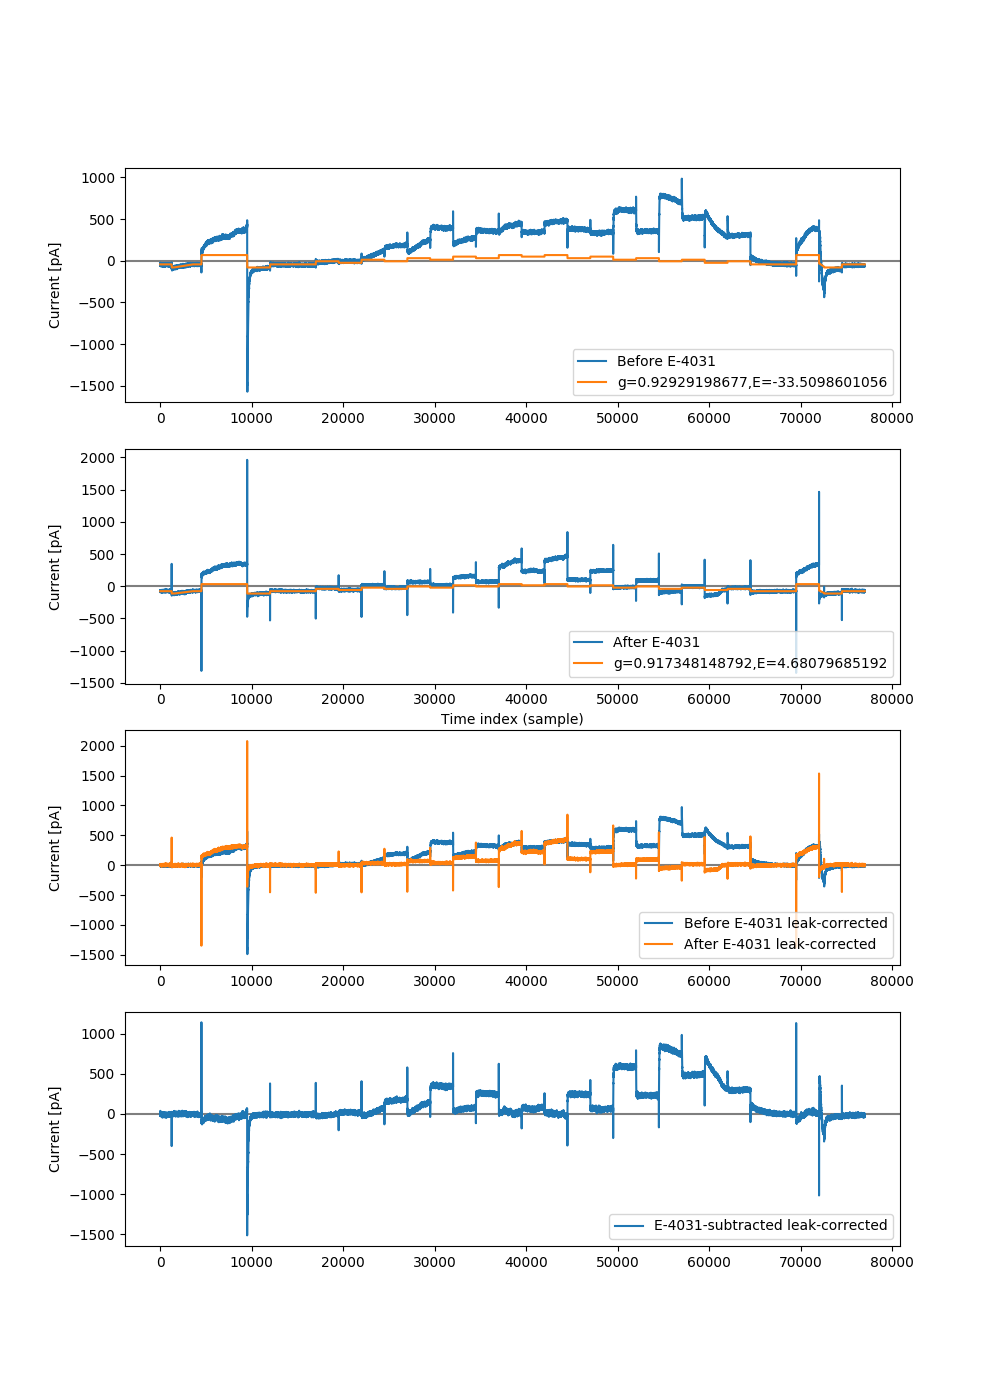 1000
500
0
−500
−1000
−1500
Current [pA]
Before E-4031
g=0.92929198677,E=-33.5098601056
0 10000 20000 30000 40000 50000 60000 70000 80000
2000
1500
1000
500
0
−500
−1000
−1500
Current [pA]
After E-4031
g=0.917348148792,E=4.68079685192
0 10000 20000 30000 40000 50000 60000 70000 80000
Time index (sample)
2000
1500
1000
500
0
−500
−1000
−1500
Current [pA]
Before E-4031 leak-corrected
After E-4031 leak-corrected
0 10000 20000 30000 40000 50000 60000 70000 80000
1000
500
0
−500
−1000
−1500
Current [pA]
E-4031-subtracted leak-corrected
0 10000 20000 30000 40000 50000 60000 70000 80000